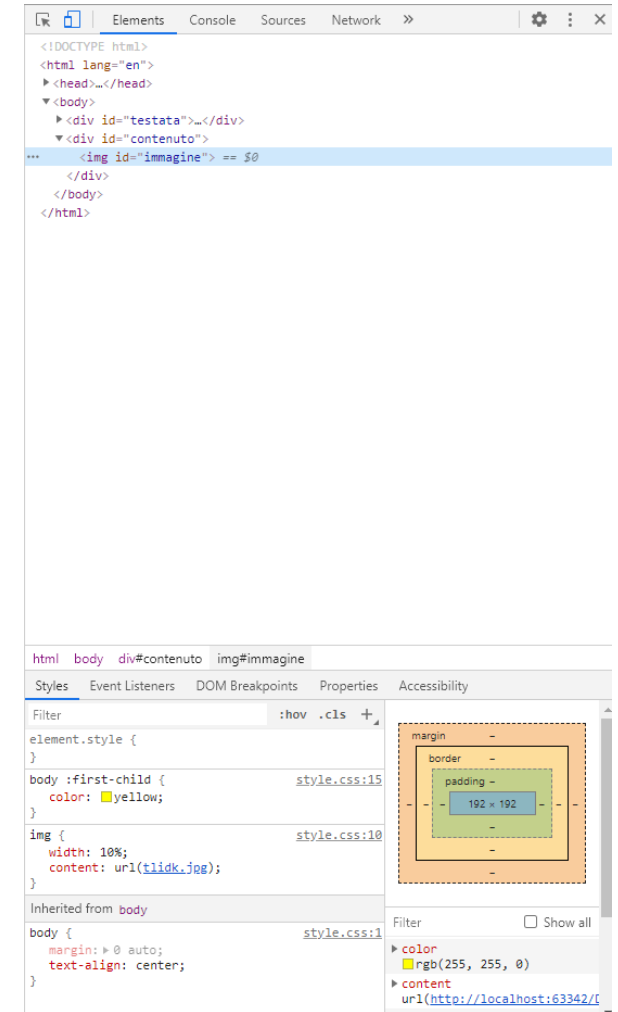 Elements Console Sources Network »
<!DOCTYPE html>
<html lang="en">
<head>…</head>
<body>
<div id="testata">…</div>
<div id="contenuto">
<img id="immagine"> == $0
</div>
</body>
</html>
html body div#contenuto img#immagine
Styles Event Listeners DOM Breakpoints Properties Accessibility
Filter :hov .cls +
element.style {
}
body :first-child { style.css:15
color: yellow;
}
img { style.css:10
width: 10%;
content: url(tlidk.jpg);
}
Inherited from body
body { style.css:1
margin: 0 auto;
text-align: center;
}
margin -
border -
padding -
- - - 192 × 192 - - -
-
-
-
Filter Show all
color
rgb(255, 255, 0)
content
url(http://localhost:63342/